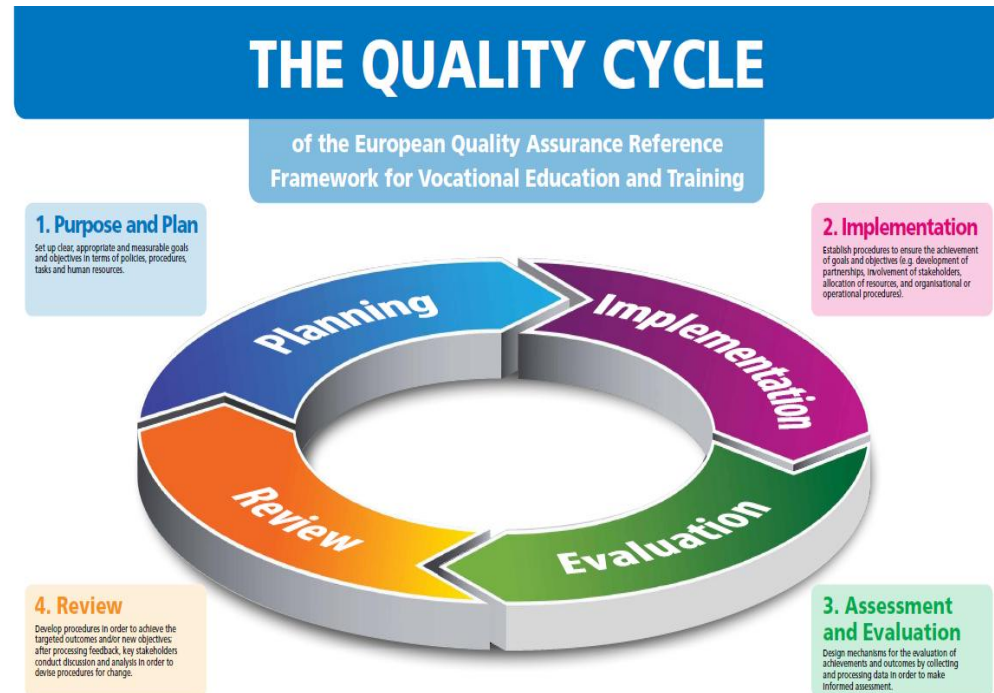 THE QUALITY CYCLE
of the European Quality Assurance Reference
Framework for Vocational Education and Training
1. Purpose and Plan
Set up clear, appropriate and measurable goals
and objectives in terms of policies, procedures,
tasks and human resources.
2. Implementation
Establish procedures to ensure the achievement
of goals and objectives (e.g. development of
partnerships, involvement of stakeholders,
allocation of resources, and organisational or
operational procedures).
Planning
Implementation
Review
Evaluation
4. Review
Develop procedures in order to achieve the
targeted outcomes and/or new objectives;
after processing feedback, key stakeholders
conduct discussion and analysis in order to
devise procedures for change.
3. Assessment
and Evaluation
Design mechanisms for the evaluation of
achievements and outcomes by collecting
and processing data in order to make
informed assessment.